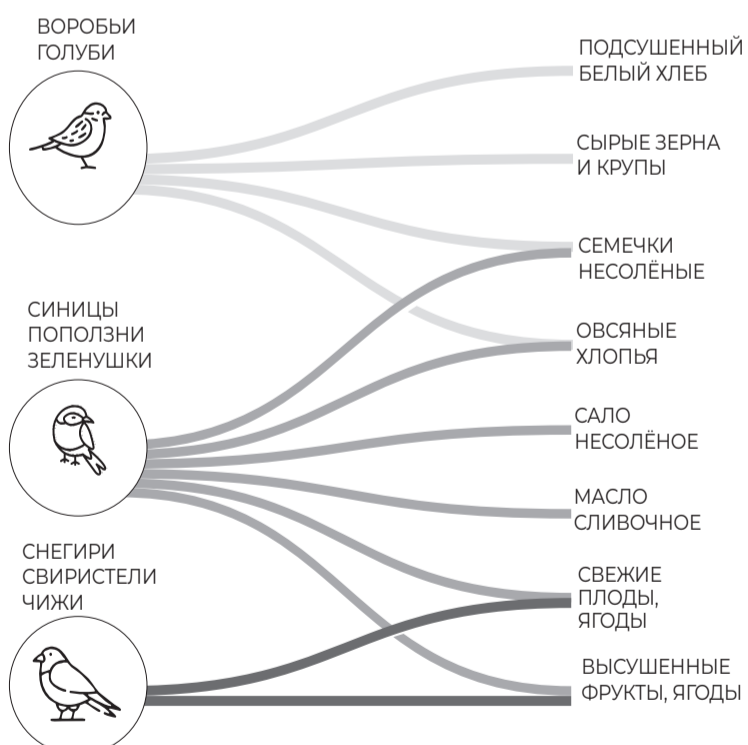 ВОРОБЬИ
ГОЛУБИ
СИНИЦЫ
ПОПОЛЗНИ
ЗЕЛЕНУШКИ
СНЕГИРИ
СВИРИСТЕЛИ
ЧИЖИ
ПОДСУШЕННЫЙ
БЕЛЫЙ ХЛЕБ
СЫРЫЕ ЗЕРНА
И КРУПЫ
СЕМЕЧКИ
НЕСОЛЁНЫЕ
ОВСЯНЫЕ
ХЛОПЬЯ
САЛО
НЕСОЛЁНОЕ
МАСЛО
СЛИВОЧНОЕ
СВЕЖИЕ
ПЛОДЫ,
ЯГОДЫ
ВЫСУШЕННЫЕ
ФРУКТЫ, ЯГОДЫ